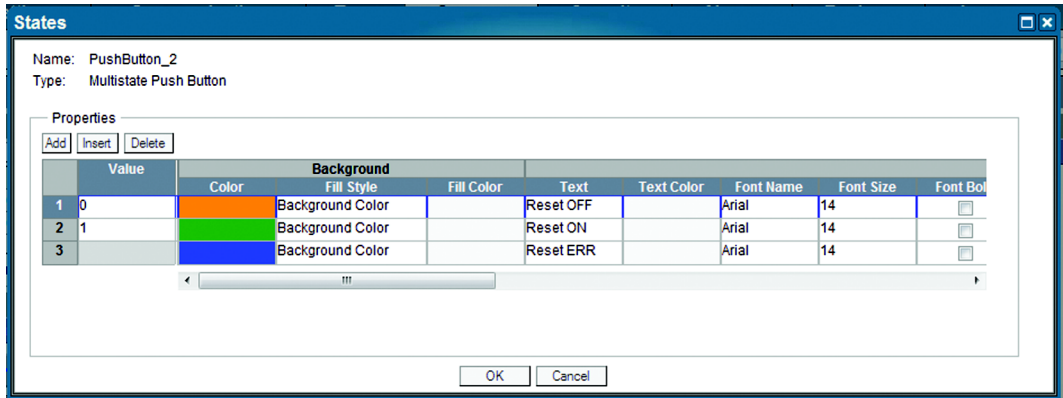 States
Name: PushButton_2
Type: Multistate Push Button
Properties
Add Insert Delete
Value Background
Color Fill Style Fill Color Text Text Color Font Name Font Size Font Bol
1 0 Background Color Reset OFF Arial 14
2 1 Background Color Reset ON Arial 14
3 Background Color Reset ERR Arial 14
OK Cancel